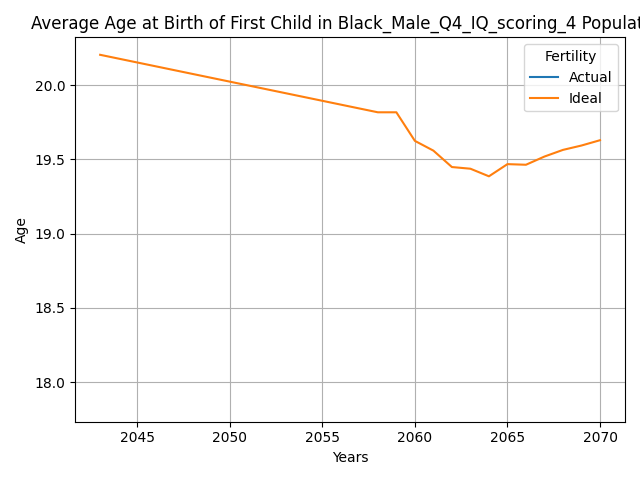 Average Age at Birth of First Child in Black_Male_Q4_IQ_scoring_4 Populat
Fertility
Actual
Ideal
20.0
19.5
19.0
18.5
18.0
Age
2045 2050 2055 2060 2065 2070
Years